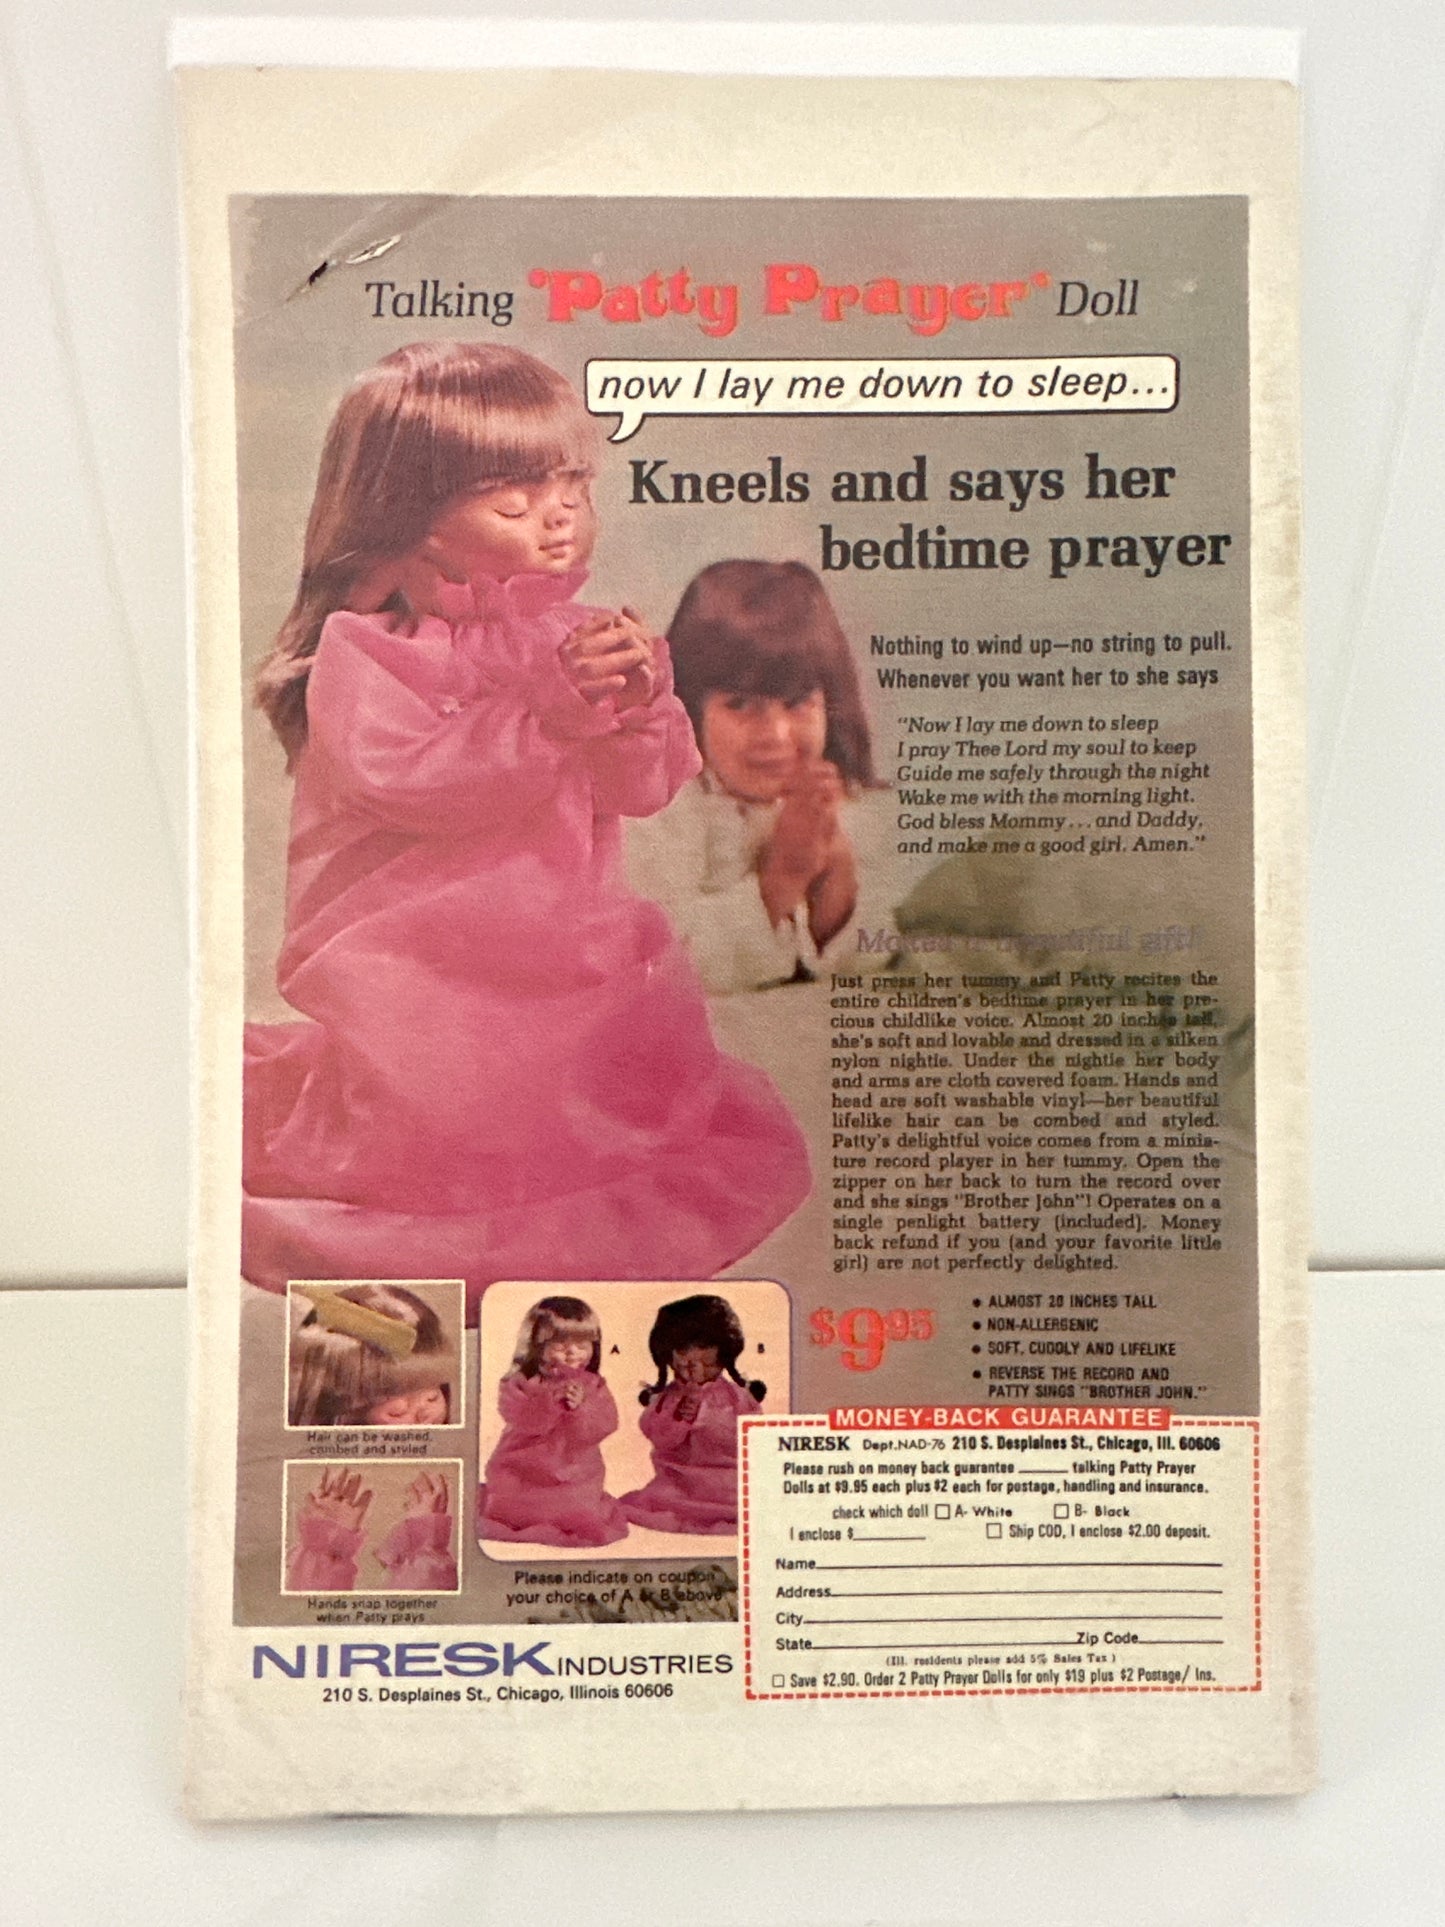 Talking 'Patty Prayer' Doll
now I lay me down to sleep...
Kneels and says her
bedtime prayer
Nothing to wind up—no string to pull.
Whenever you want her to she says
"Now I lay me down to sleep
I pray Thee Lord my soul to keep
Guide me safely through the night
Wake me with the morning light.
God bless Mommy...and Daddy,
and make me a good girl. Amen."
beautiful gift!
Just press her tummy and Patty recites the
entire children's bedtime prayer in her pre-
cious childlike voice. Almost 20 inches tall,
she's soft and lovable and dressed in a silken
nylon nightie. Under the nightie her body
and arms are cloth covered foam. Hands and
head are soft washable vinyl—her beautiful
lifelike hair can be combed and styled.
Patty's delightful voice comes from a minia-
ture record player in her tummy. Open the
zipper on her back to turn the record over
and she sings "Brother John"! Operates on a
single penlight battery (included). Money
back refund if you (and your favorite little
girl) are not perfectly delighted.
$9.95
• ALMOST 20 INCHES TALL
• NON-ALLERGENIC
• SOFT, CUDDLY AND LIFELIKE
• REVERSE THE RECORD AND
PATTY SINGS "BROTHER JOHN."
Hair can be washed,
combed and styled
Hands snap together
when Patty prays
A
B
Please indicate on coupon
your choice of A or B above
NIRESK INDUSTRIES
210 S. Desplaines St., Chicago, Illinois 60606
MONEY-BACK GUARANTEE
NIRESK Dept.NAD-76 210 S. Desplaines St., Chicago, Ill. 60606
Please rush on money back guarantee ______ talking Patty Prayer
Dolls at $9.95 each plus $2 each for postage, handling and insurance.
check which doll □ A- White □ B- Black
I enclose $________ □ Ship COD, I enclose $2.00 deposit.
Name
Address
City
State Zip Code
(Ill. residents please add 5% Sales Tax)
□ Save $2.90. Order 2 Patty Prayer Dolls for only $19 plus $2 Postage/ Ins.